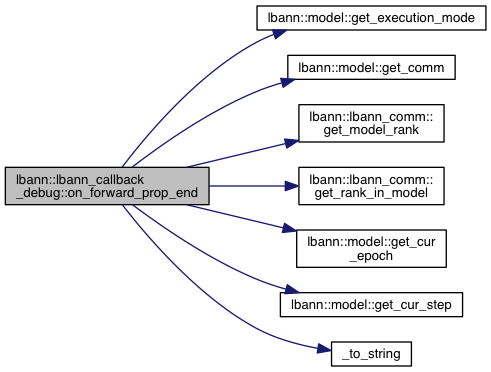 lbann::lbann_callback
_debug::on_forward_prop_end
lbann::model::get_execution_mode
lbann::model::get_comm
lbann::lbann_comm::
get_model_rank
lbann::lbann_comm::
get_rank_in_model
lbann::model::get_cur
_epoch
lbann::model::get_cur_step
_to_string